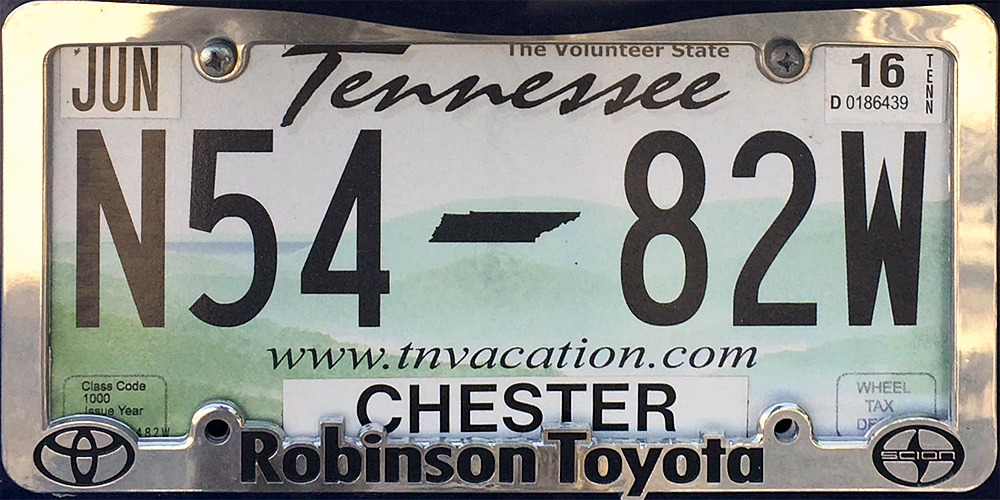 JUN
The Volunteer State
Tennessee
16
TENN
D 0186439
N54 82W
www.tnvacation.com
Class Code
1000
Issue Year
482W
CHESTER
WHEEL
TAX
Robinson Toyota
SCION